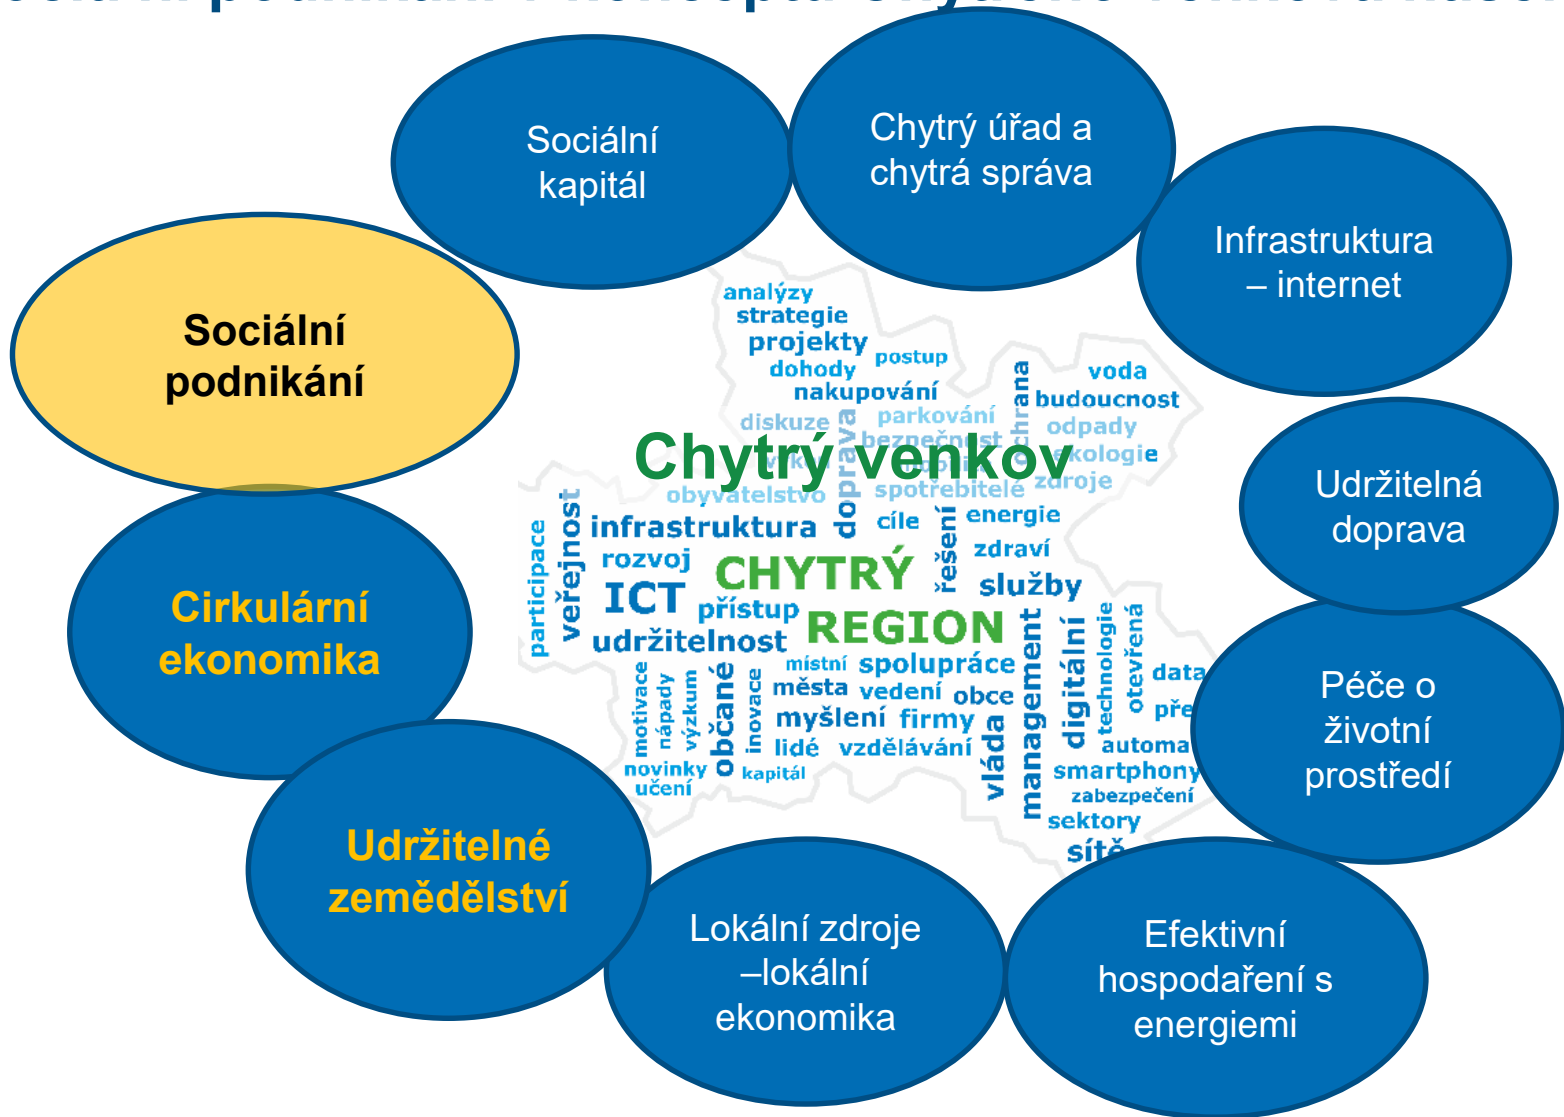 podnikání v
Sociální
kapitál
Chytrý úřad a
chytrá správa
Infrastruktura
– internet
Sociální
podnikání
Udržitelná
doprava
Cirkulární
ekonomika
Péče o
životní
prostředí
Udržitelné
zemědělství
Lokální zdroje
–lokální
ekonomika
Efektivní
hospodaření s
energiemi
Chytrý venkov
analýzy
strategie
projekty
postup
dohody
nakupování
ochrana
voda
budoucnost
diskuze
doprava
parkování
bezpečnost
odpady
ekologie
obyvatelstvo
spotřebitelé
zdroje
participace
veřejnost
infrastruktura
cíle
řešení
energie
rozvoj
CHYTRÝ
zdraví
ICT
přístup
služby
udržitelnost
REGION
management
digitální
technologie
otevřená
místní
spolupráce
motivace
nápady
výzkum
občané
inovace
města
vedení
obce
data
myšlení
firmy
pře
lidé
vzdělávání
vláda
automa
novinky
kapitál
smartphony
učení
zabezpečení
sektory
sítě